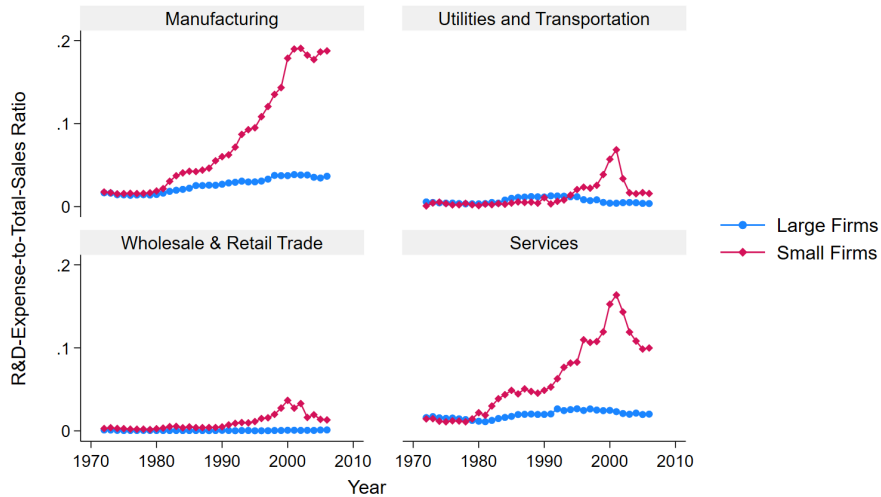 Manufacturing
Utilities and Transportation
.2
.1
0
Wholesale & Retail Trade
Services
.2
.1
0
1970 1980 1990 2000 2010
1970 1980 1990 2000 2010
R&D-Expense-to-Total-Sales Ratio
Year
Large Firms
Small Firms